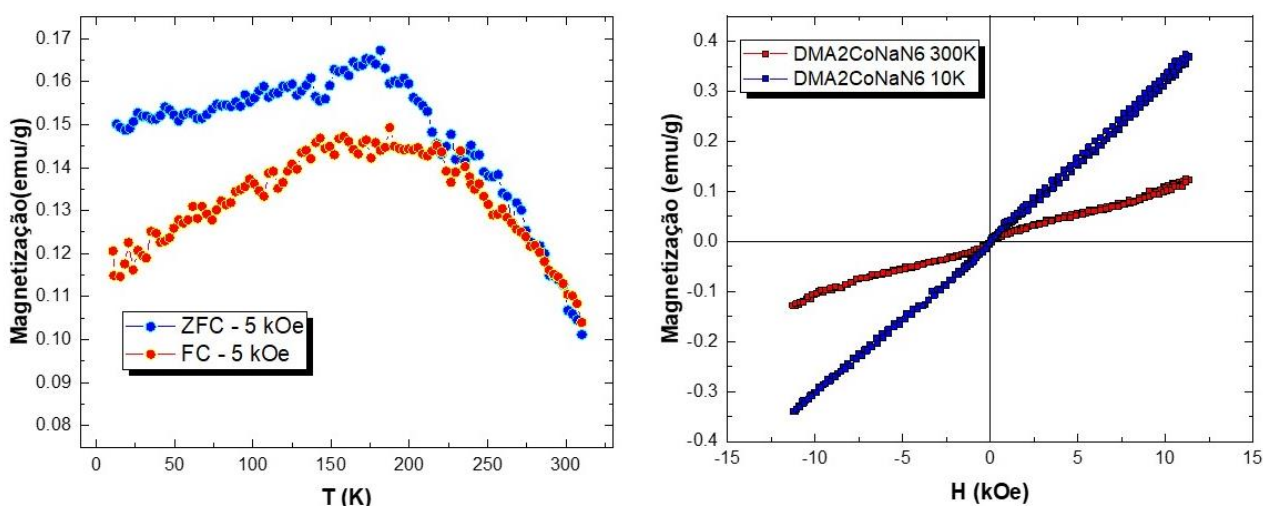 0.17
0.16
0.15
0.14
0.13
0.12
0.11
0.10
0.09
0.08
Magnetização(emu/g)
ZFC - 5 kOe
FC - 5 kOe
0 50 100 150 200 250 300
T (K)
0.4
0.3
0.2
0.1
0.0
-0.1
-0.2
-0.3
-0.4
Magnetização (emu/g)
DMA2CoNaN6 300K
DMA2CoNaN6 10K
-15 -10 -5 0 5 10 15
H (kOe)